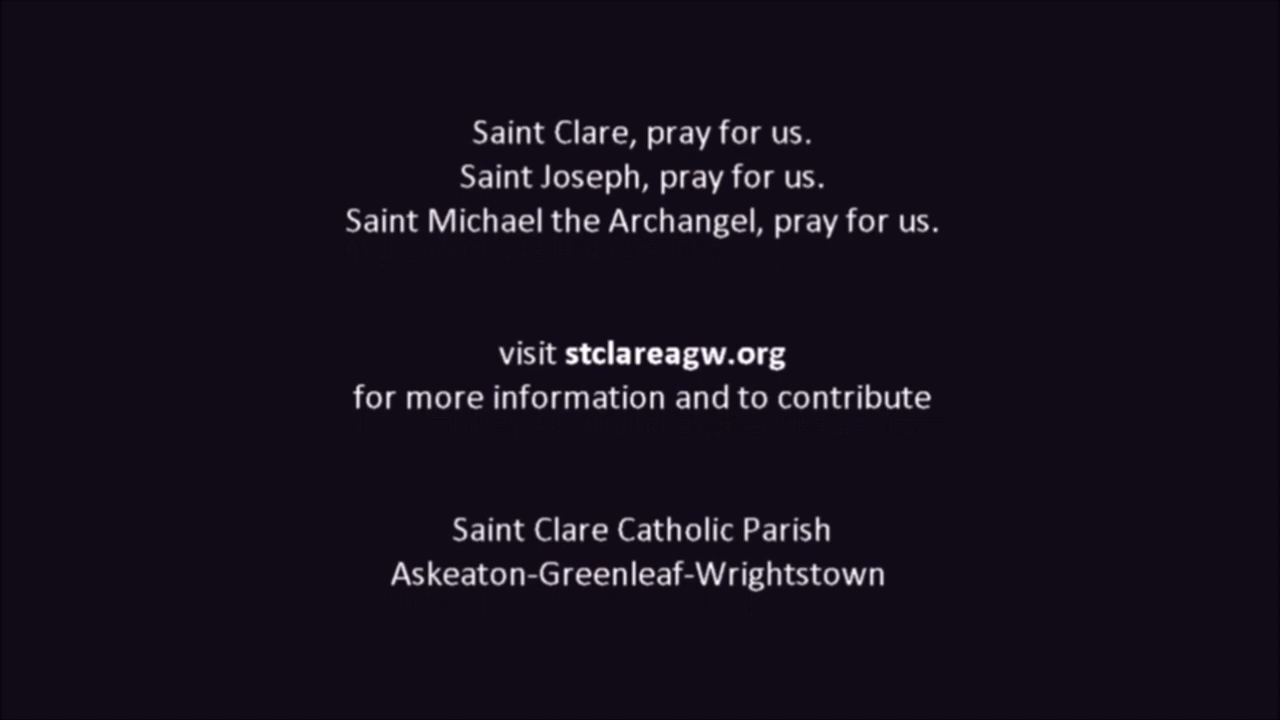 Saint Clare, pray for us.
Saint Joseph, pray for us.
Saint Michael the Archangel, pray for us.
visit stclareagw.org
for more information and to contribute
Saint Clare Catholic Parish
Askeaton-Greenleaf-Wrightstown